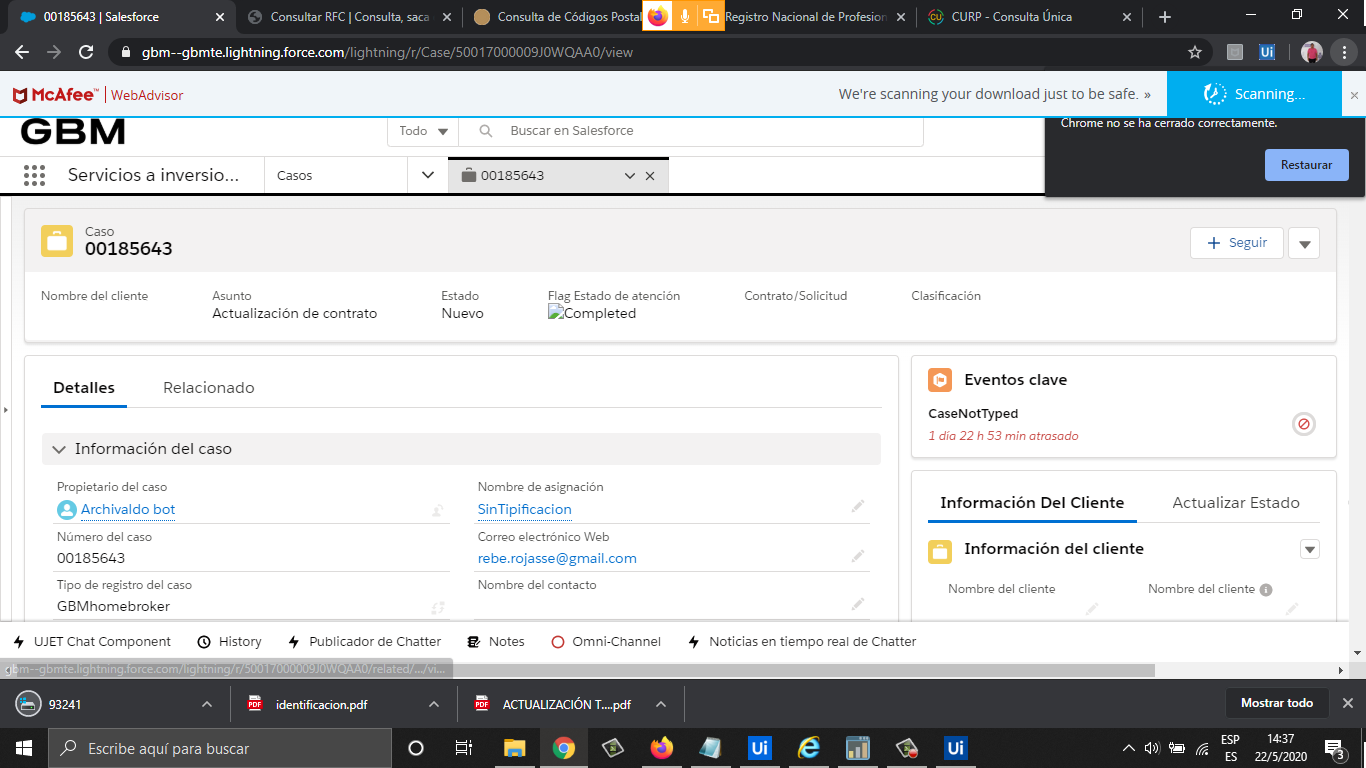 00185643 | Salesforce
Consultar RFC | Consulta, saca
Consulta de Códigos Postal
Registro Nacional de Profesion
CURP - Consulta Única
gbm--gbmte.lightning.force.com/lightning/r/Case/50017000009J0WQAA0/view
McAfee | WebAdvisor
We're scanning your download just to be safe. »
Scanning...
Chrome no se ha cerrado correctamente.
Restaurar
GBM
Todo
Buscar en Salesforce
Servicios a inversio...
Casos
00185643
Caso
00185643
Seguir
Nombre del cliente
Asunto
Actualización de contrato
Estado
Nuevo
Flag Estado de atención
Completed
Contrato/Solicitud
Clasificación
Detalles
Relacionado
Información del caso
Propietario del caso
Archivaldo bot
Nombre de asignación
SinTipificacion
Número del caso
00185643
Correo electrónico Web
rebe.rojasse@gmail.com
Tipo de registro del caso
GBMhomebroker
Nombre del contacto
Eventos clave
CaseNotTyped
1 día 22 h 53 min atrasado
Información Del Cliente
Actualizar Estado
Información del cliente
Nombre del cliente
Nombre del cliente
UJET Chat Component
History
Publicador de Chatter
Notes
Omni-Channel
Noticias en tiempo real de Chatter
gbm--gbmte.lightning.force.com/lightning/r/50017000009J0WQAA0/related/.../vi...
93241
identificacion.pdf
ACTUALIZACIÓN T....pdf
Mostrar todo
Escribe aquí para buscar
ESP
ES
14:37
22/5/2020
3